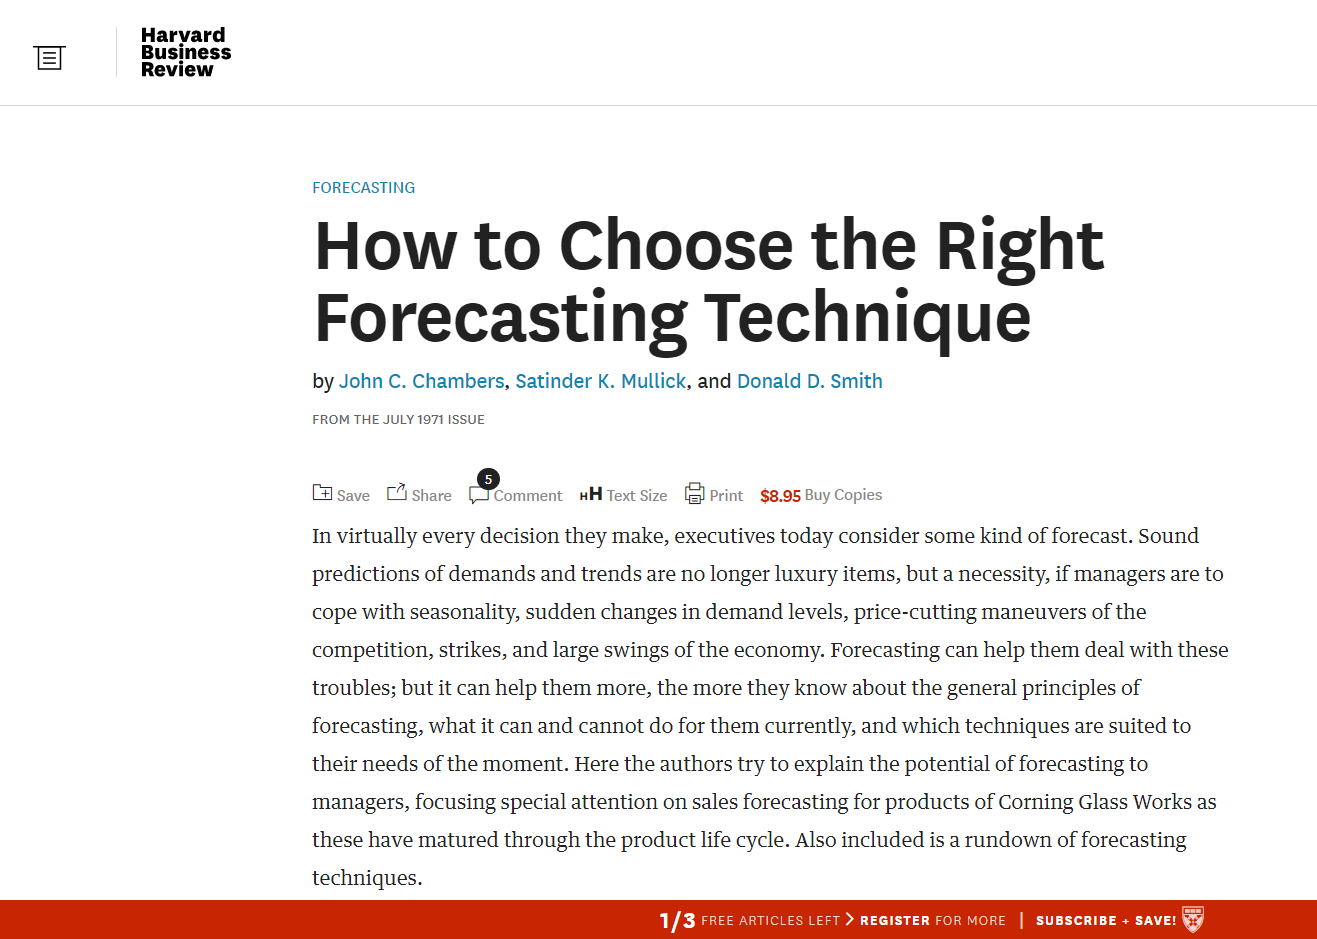 Harvard
Business
Review
FORECASTING
How to Choose the Right
Forecasting Technique
by John C. Chambers, Satinder K. Mullick, and Donald D. Smith
FROM THE JULY 1971 ISSUE
Save Share 5 Comment HH Text Size Print $8.95 Buy Copies
In virtually every decision they make, executives today consider some kind of forecast. Sound
predictions of demands and trends are no longer luxury items, but a necessity, if managers are to
cope with seasonality, sudden changes in demand levels, price-cutting maneuvers of the
competition, strikes, and large swings of the economy. Forecasting can help them deal with these
troubles; but it can help them more, the more they know about the general principles of
forecasting, what it can and cannot do for them currently, and which techniques are suited to
their needs of the moment. Here the authors try to explain the potential of forecasting to
managers, focusing special attention on sales forecasting for products of Corning Glass Works as
these have matured through the product life cycle. Also included is a rundown of forecasting
techniques.
1/3 FREE ARTICLES LEFT > REGISTER FOR MORE | SUBSCRIBE + SAVE!